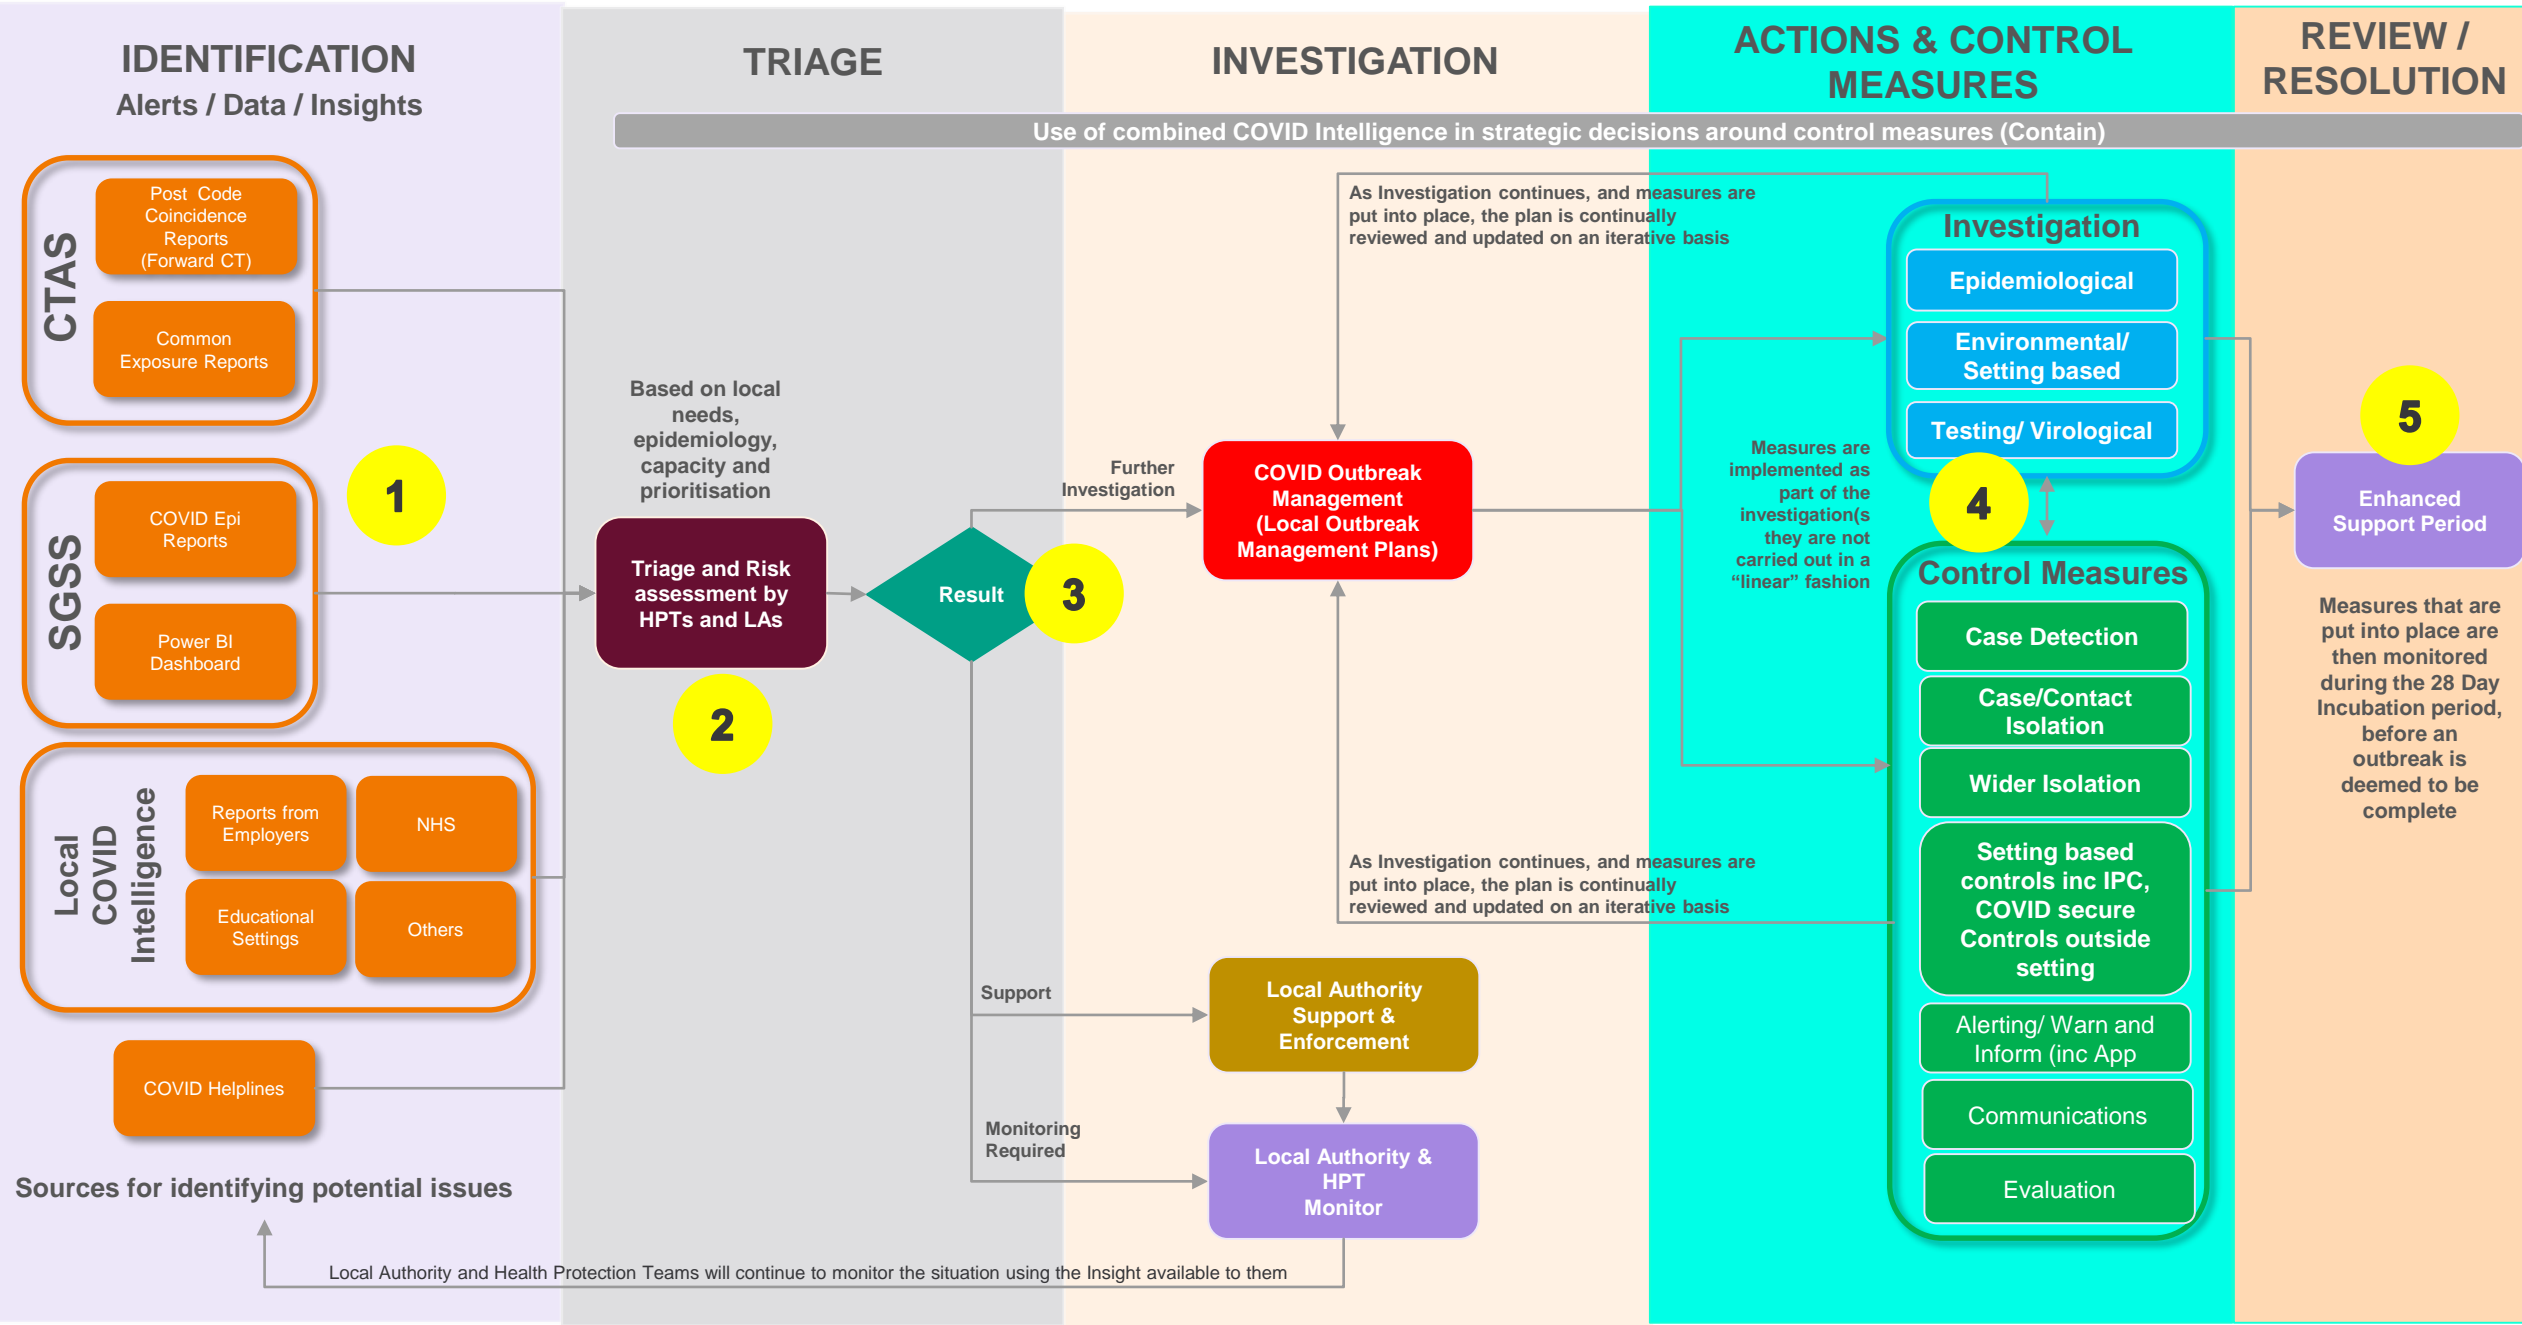 IDENTIFICATION
Alerts / Data / Insights
TRIAGE
INVESTIGATION
ACTIONS & CONTROL
MEASURES
REVIEW /
RESOLUTION
Use of combined COVID Intelligence in strategic decisions around control measures (Contain)
CTAS
Post Code
Coincidence
Reports
(Forward CT)
Common
Exposure Reports
SGSS
COVID Epi
Reports
Power BI
Dashboard
1
Local
COVID
Intelligence
Reports from
Employers
NHS
Educational
Settings
Others
COVID Helplines
Sources for identifying potential issues
Based on local
needs,
epidemiology,
capacity and
prioritisation
Triage and Risk
assessment by
HPTs and LAs
2
Result
3
Further
Investigation
Support
Monitoring
Required
As Investigation continues, and measures are
put into place, the plan is continually
reviewed and updated on an iterative basis
COVID Outbreak
Management
(Local Outbreak
Management Plans)
As Investigation continues, and measures are
put into place, the plan is continually
reviewed and updated on an iterative basis
Local Authority
Support &
Enforcement
Local Authority &
HPT
Monitor
Local Authority and Health Protection Teams will continue to monitor the situation using the Insight available to them
Measures are
implemented as
part of the
investigation(s
they are not
carried out in a
“linear” fashion
Investigation
Epidemiological
Environmental/
Setting based
Testing/ Virological
4
Control Measures
Case Detection
Case/Contact
Isolation
Wider Isolation
Setting based
controls inc IPC,
COVID secure
Controls outside
setting
Alerting/ Warn and
Inform (inc App
Communications
Evaluation
5
Enhanced
Support Period
Measures that are
put into place are
then monitored
during the 28 Day
Incubation period,
before an
outbreak is
deemed to be
complete